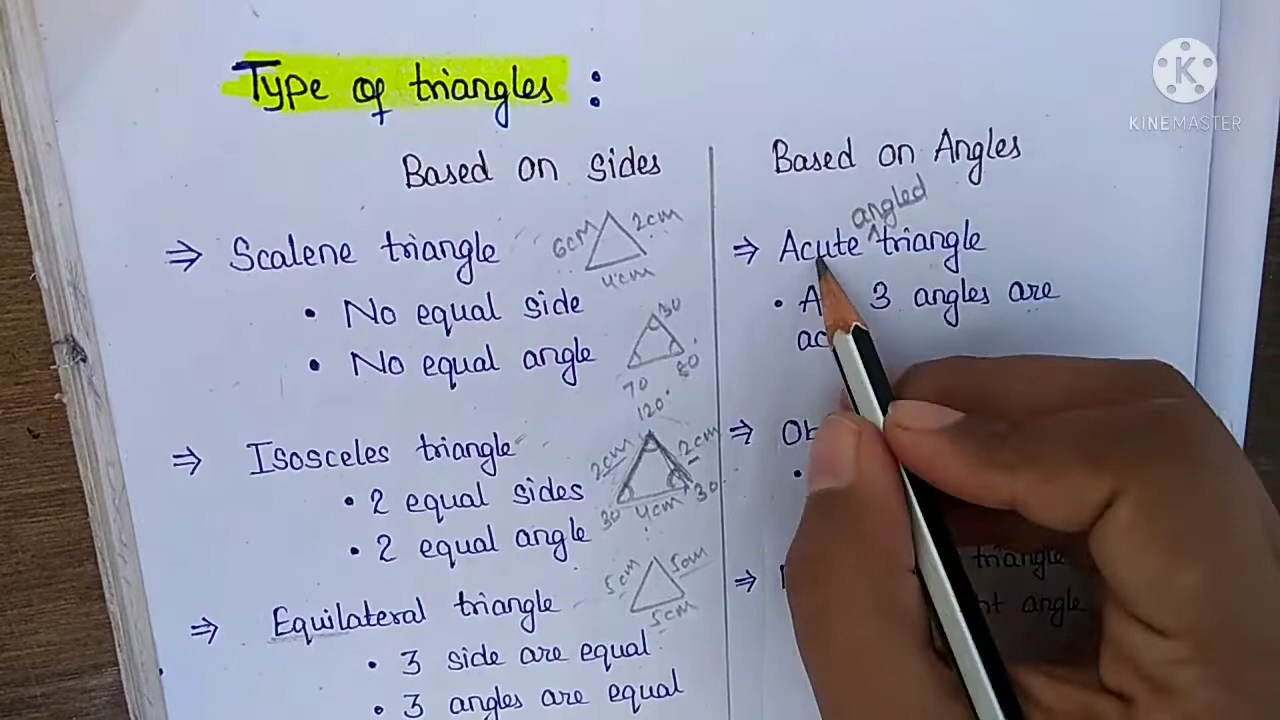 Type of triangles :
Based on sides
Scalene triangle
6cm 2cm
4cm
• No equal side
• No equal angle
30
70 80
Isosceles triangle
• 2 equal sides
• 2 equal angle
120°
2cm 2cm
30 4cm 30
Equilateral triangle
5cm 5cm
5cm
• 3 side are equal
• 3 angles are equal
Based on Angles
angled
⇒ Acute ^ triangle
• 3 angles are
⇒
•
⇒ triangle
angle
KINEMASTER